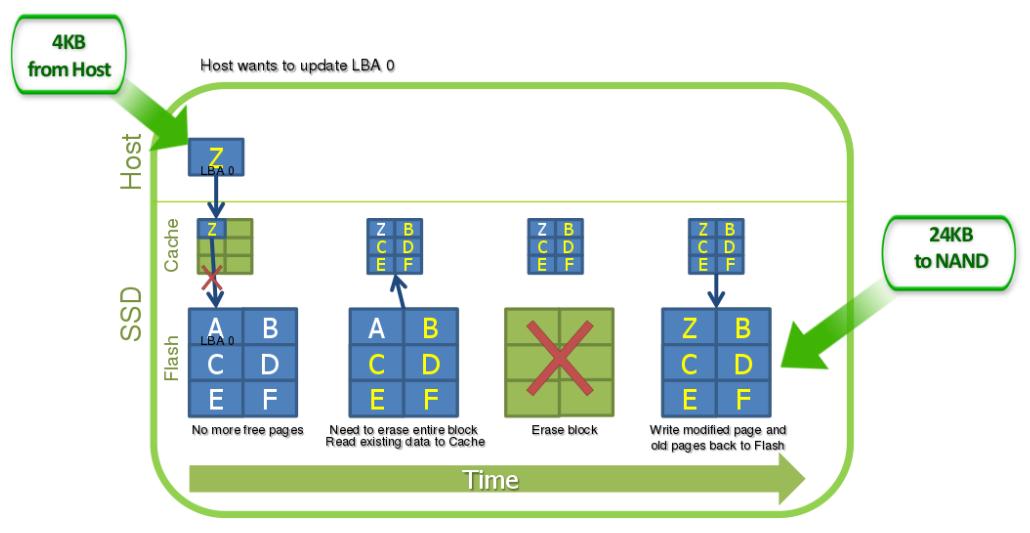 4KB
from Host
Host wants to update LBA 0
Host
Z
LBA 0
24KB
to NAND
SSD
Cache
Z
Z B
C D
E F
Z B
C D
E F
Z B
C D
E F
Flash
A B
LBA 0
C D
E F
A B
C D
E F
Z B
C D
E F
No more free pages
Need to erase entire block
Read existing data to Cache
Erase block
Write modified page and
old pages back to Flash
Time